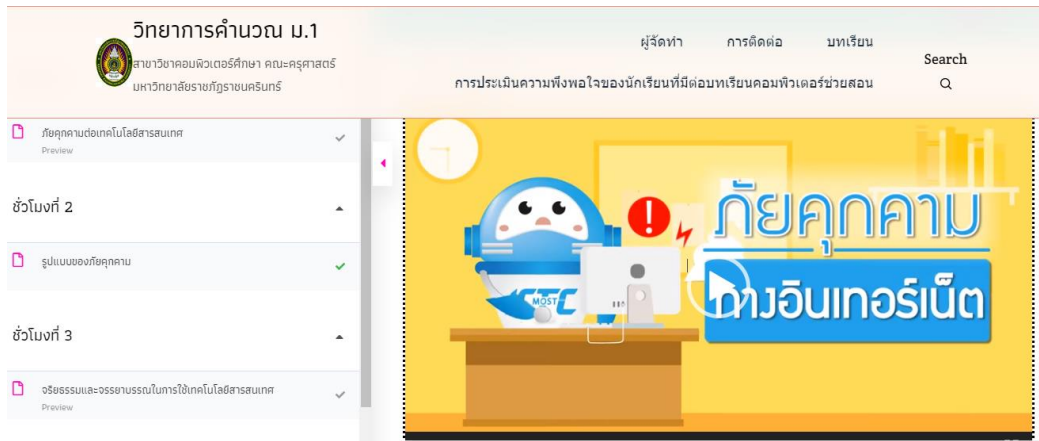 วิทยาการคำนวณ ม.1
สาขาวิชาคอมพิวเตอร์ศึกษา คณะครุศาสตร์
มหาวิทยาลัยราชภัฏราชนครินทร์
ผู้จัดทำ การติดต่อ บทเรียน
การประเมินความพึงพอใจของนักเรียนที่มีต่อบทเรียนคอมพิวเตอร์ช่วยสอน
Search
ภัยคุกคามต่อเทคโนโลยีสารสนเทศ
Preview
ชั่วโมงที่ 2
รูปแบบของภัยคุกคาม
ชั่วโมงที่ 3
จริยธรรมและจรรยาบรรณในการใช้เทคโนโลยีสารสนเทศ
Preview
ภัยคุกคาม
ทางอินเทอร์เน็ต
MOST